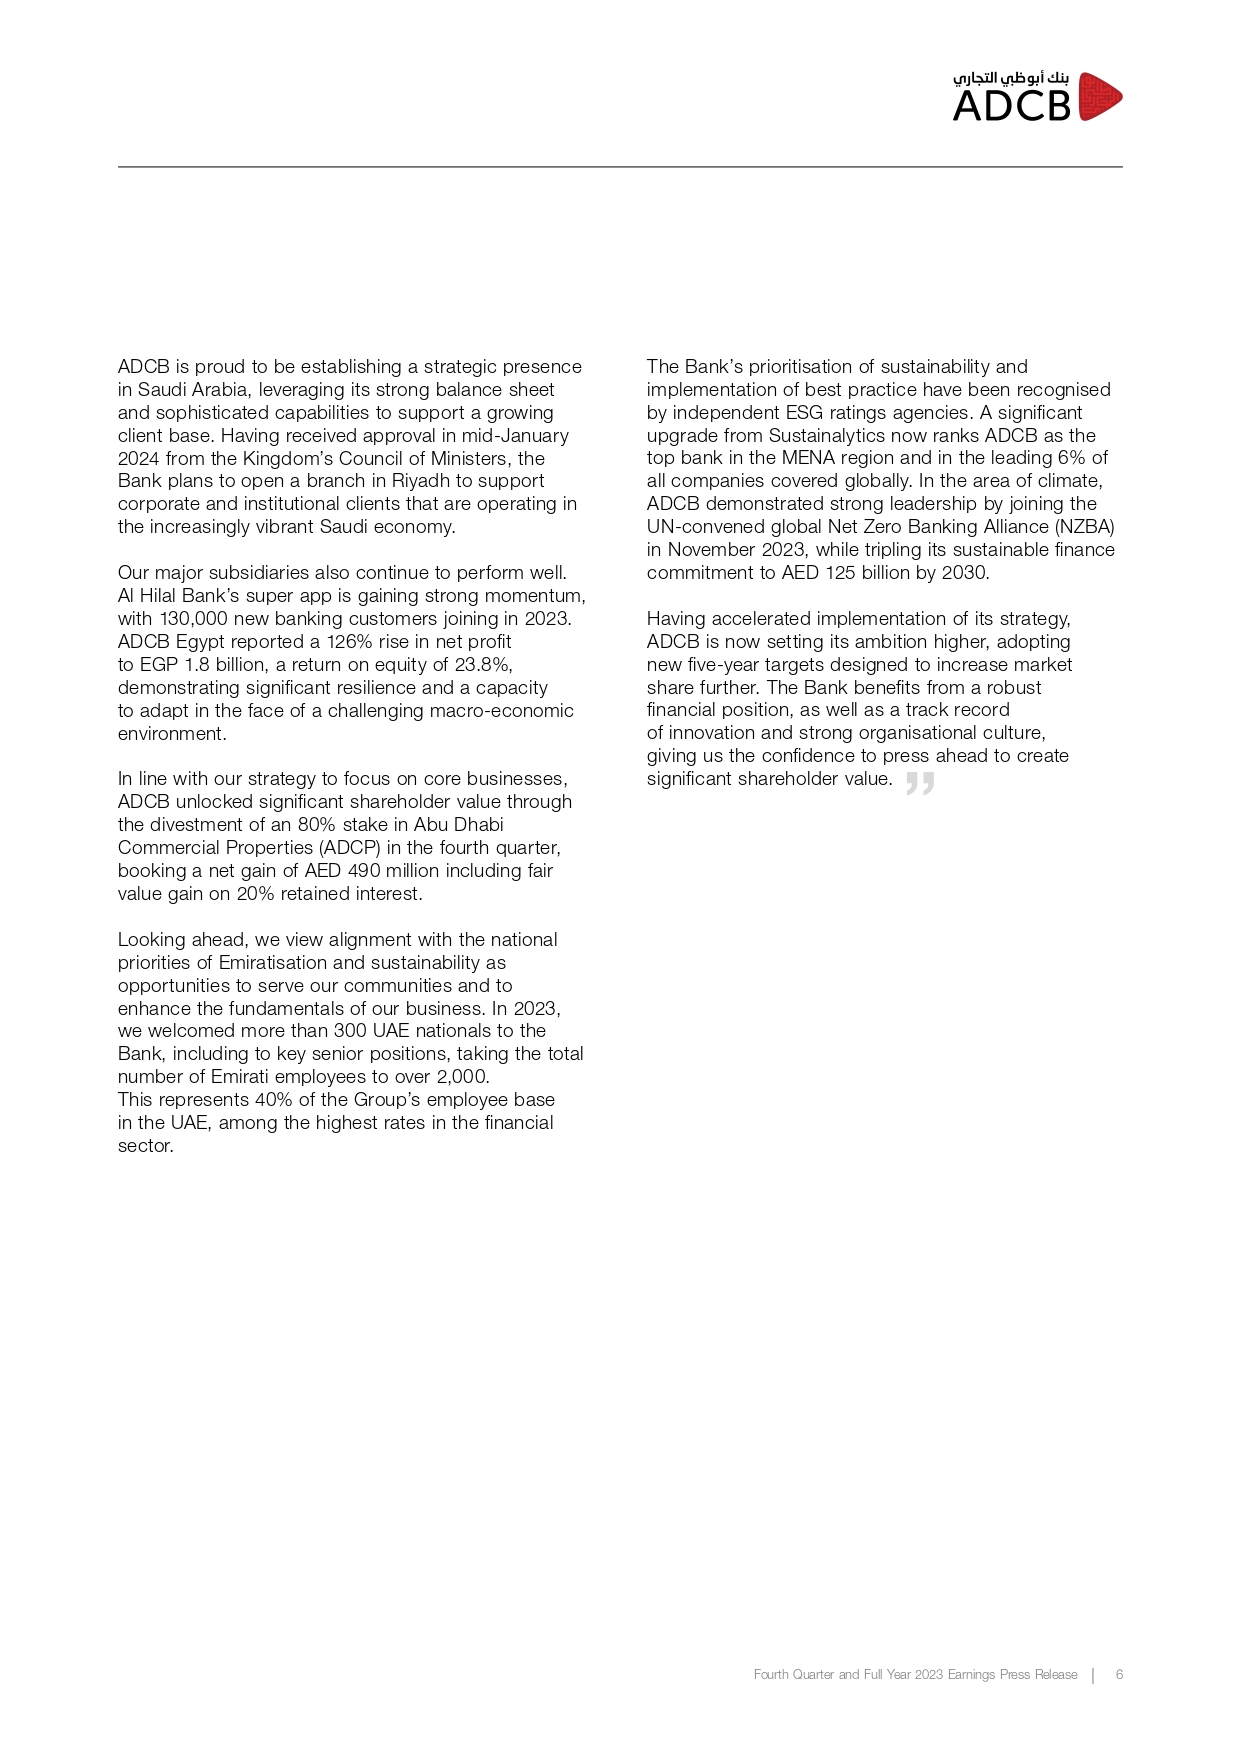 بنك أبوظبي التجاري
ADCB
ADCB is proud to be establishing a strategic presence
in Saudi Arabia, leveraging its strong balance sheet
and sophisticated capabilities to support a growing
client base. Having received approval in mid-January
2024 from the Kingdom’s Council of Ministers, the
Bank plans to open a branch in Riyadh to support
corporate and institutional clients that are operating in
the increasingly vibrant Saudi economy.
Our major subsidiaries also continue to perform well.
Al Hilal Bank’s super app is gaining strong momentum,
with 130,000 new banking customers joining in 2023.
ADCB Egypt reported a 126% rise in net profit
to EGP 1.8 billion, a return on equity of 23.8%,
demonstrating significant resilience and a capacity
to adapt in the face of a challenging macro-economic
environment.
In line with our strategy to focus on core businesses,
ADCB unlocked significant shareholder value through
the divestment of an 80% stake in Abu Dhabi
Commercial Properties (ADCP) in the fourth quarter,
booking a net gain of AED 490 million including fair
value gain on 20% retained interest.
Looking ahead, we view alignment with the national
priorities of Emiratisation and sustainability as
opportunities to serve our communities and to
enhance the fundamentals of our business. In 2023,
we welcomed more than 300 UAE nationals to the
Bank, including to key senior positions, taking the total
number of Emirati employees to over 2,000.
This represents 40% of the Group’s employee base
in the UAE, among the highest rates in the financial
sector.
The Bank’s prioritisation of sustainability and
implementation of best practice have been recognised
by independent ESG ratings agencies. A significant
upgrade from Sustainalytics now ranks ADCB as the
top bank in the MENA region and in the leading 6% of
all companies covered globally. In the area of climate,
ADCB demonstrated strong leadership by joining the
UN-convened global Net Zero Banking Alliance (NZBA)
in November 2023, while tripling its sustainable finance
commitment to AED 125 billion by 2030.
Having accelerated implementation of its strategy,
ADCB is now setting its ambition higher, adopting
new five-year targets designed to increase market
share further. The Bank benefits from a robust
financial position, as well as a track record
of innovation and strong organisational culture,
giving us the confidence to press ahead to create
significant shareholder value. ”
Fourth Quarter and Full Year 2023 Earnings Press Release | 6